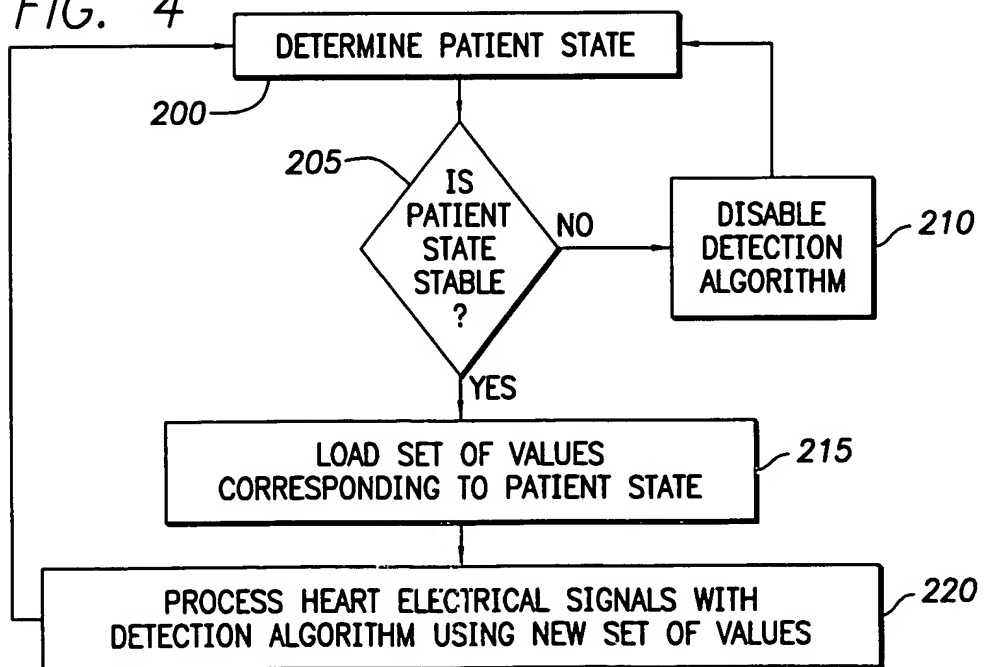 FIG. 4
DETERMINE PATIENT STATE
200
205
IS
PATIENT
STATE
STABLE
?
NO
DISABLE
DETECTION
ALGORITHM
210
YES
LOAD SET OF VALUES
CORRESPONDING TO PATIENT STATE
215
PROCESS HEART ELECTRICAL SIGNALS WITH
DETECTION ALGORITHM USING NEW SET OF VALUES
220